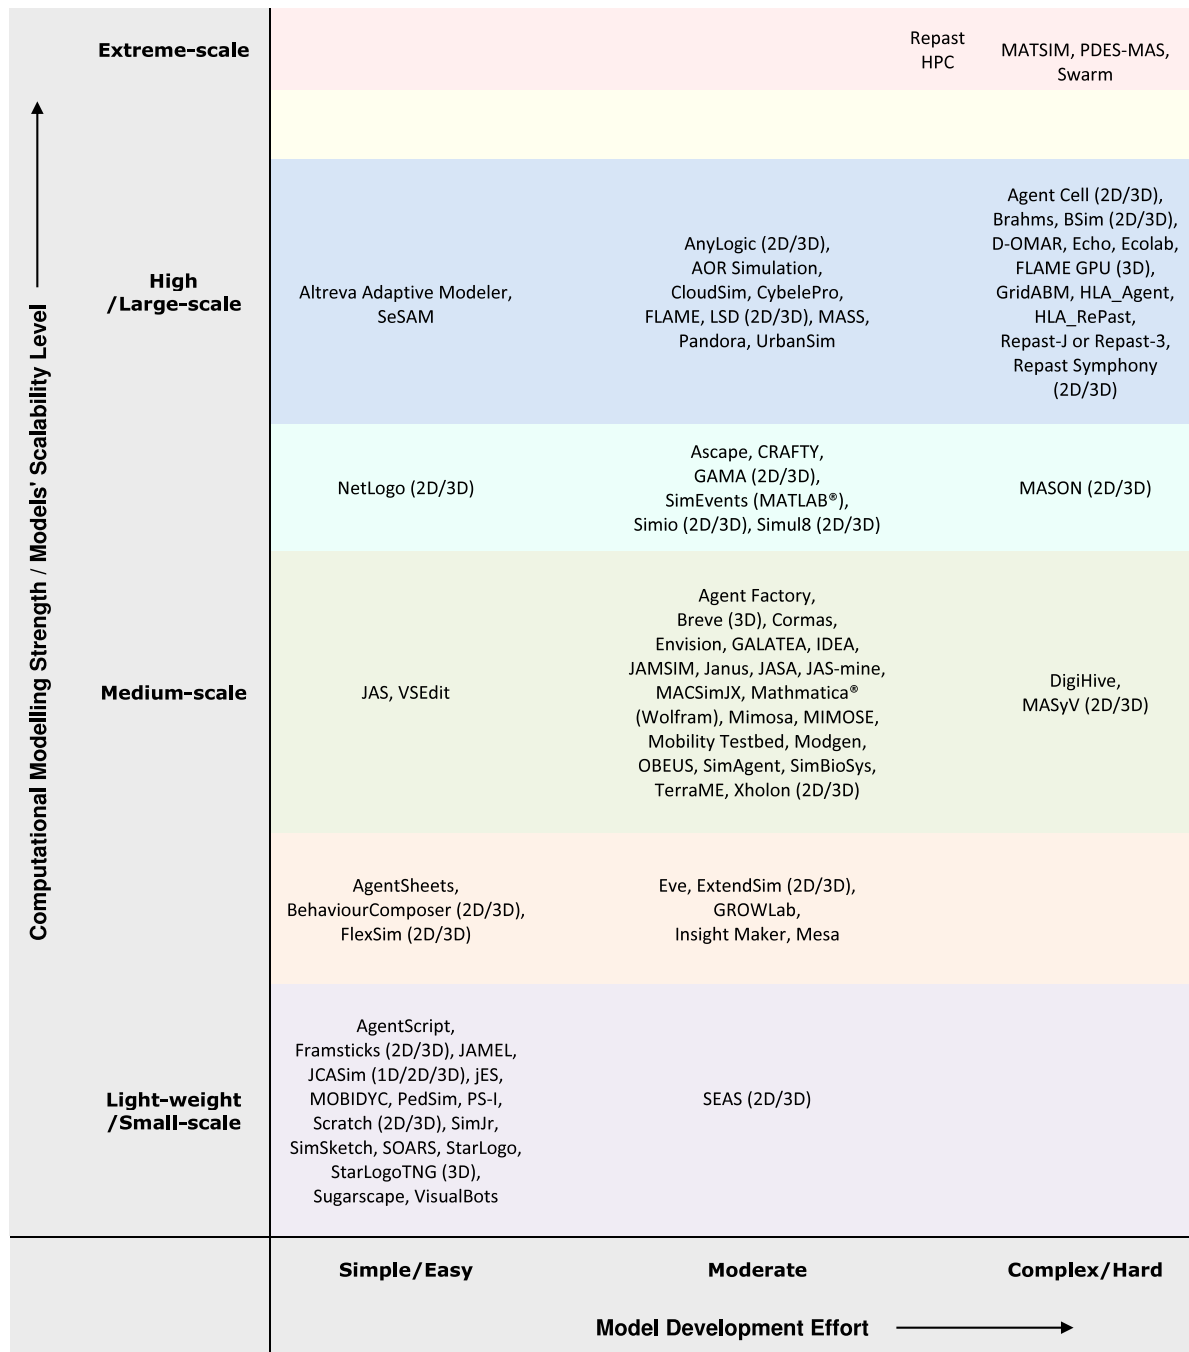 Computational Modelling Strength / Models' Scalability Level
Extreme-scale
Repast
HPC
MATSIM, PDES-MAS,
Swarm
High
/Large-scale
Altreva Adaptive Modeler,
SeSAM
AnyLogic (2D/3D),
AOR Simulation,
CloudSim, CybelePro,
FLAME, LSD (2D/3D), MASS,
Pandora, UrbanSim
Agent Cell (2D/3D),
Brahms, BSim (2D/3D),
D-OMAR, Echo, Ecolab,
FLAME GPU (3D),
GridABM, HLA_Agent,
HLA_RePast,
Repast-J or Repast-3,
Repast Symphony
(2D/3D)
NetLogo (2D/3D)
Ascape, CRAFTY,
GAMA (2D/3D),
SimEvents (MATLAB®),
Simio (2D/3D), Simul8 (2D/3D)
MASON (2D/3D)
Medium-scale
JAS, VSEdit
Agent Factory,
Breve (3D), Cormas,
Envision, GALATEA, IDEA,
JAMSIM, Janus, JASA, JAS-mine,
MACSimJX, Mathmatica®
(Wolfram), Mimosa, MIMOSE,
Mobility Testbed, Modgen,
OBEUS, SimAgent, SimBioSys,
TerraME, Xholon (2D/3D)
DigiHive,
MASyV (2D/3D)
AgentSheets,
BehaviourComposer (2D/3D),
FlexSim (2D/3D)
Eve, ExtendSim (2D/3D),
GROWLab,
Insight Maker, Mesa
Light-weight
/Small-scale
AgentScript,
Framsticks (2D/3D), JAMEL,
JCASim (1D/2D/3D), jES,
MOBIDYC, PedSim, PS-I,
Scratch (2D/3D), SimJr,
SimSketch, SOARS, StarLogo,
StarLogoTNG (3D),
Sugarscape, VisualBots
SEAS (2D/3D)
Simple/Easy
Moderate
Complex/Hard
Model Development Effort